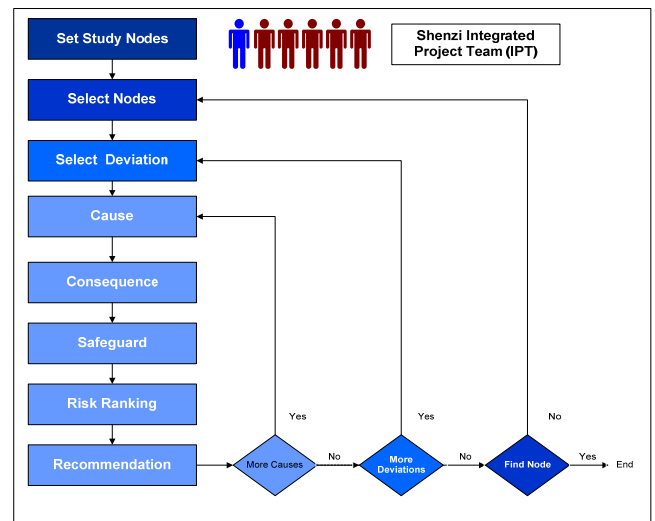 Set Study Nodes
Shenzi Integrated
Project Team (IPT)
Select Nodes
Select Deviation
Cause
Consequence
Safeguard
Risk Ranking
Yes
Yes
No
Recommendation
More Causes
No
More
Deviations
No
Find Node
Yes
End